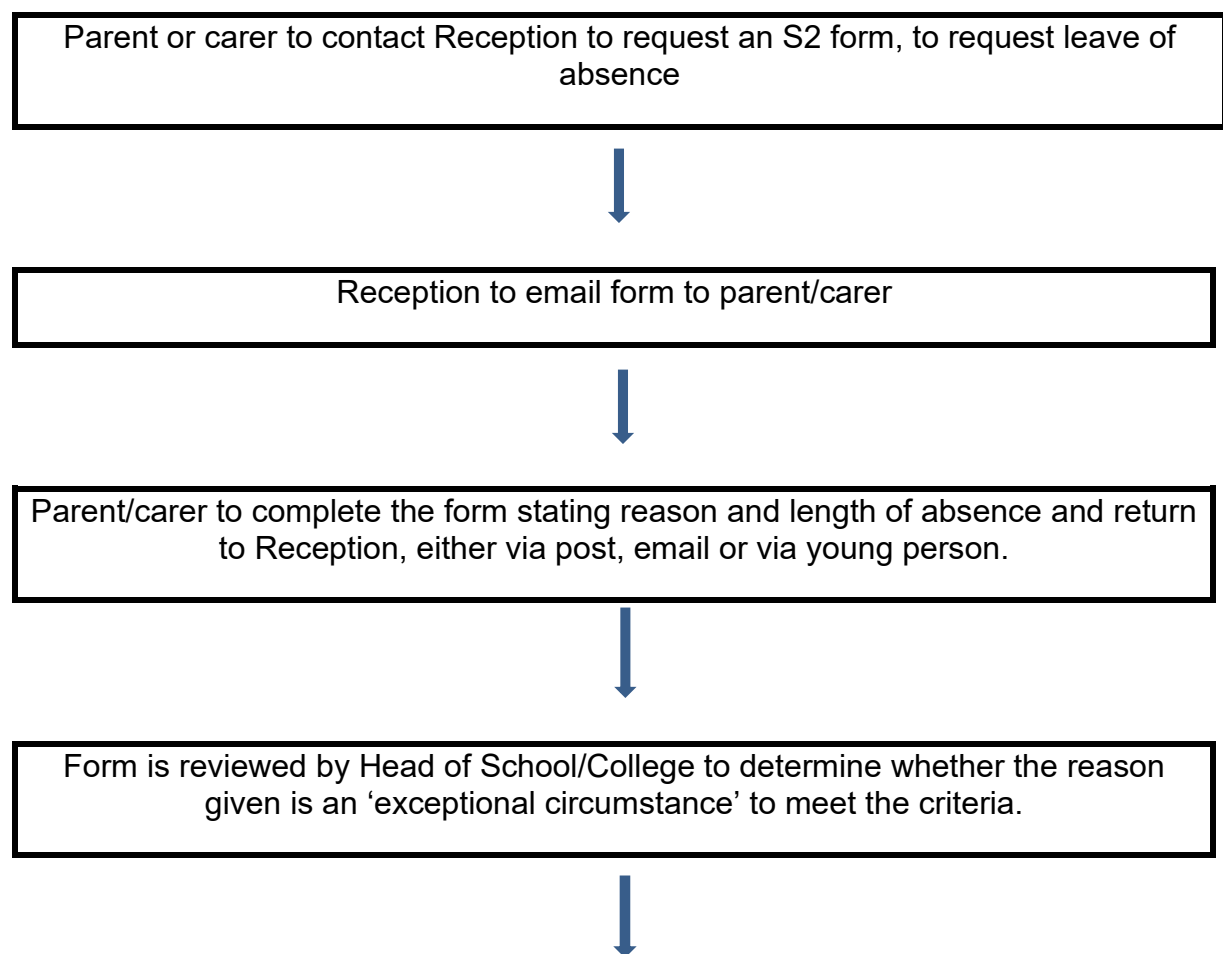 Parent or carer to contact Reception to request an S2 form, to request leave of
absence
Reception to email form to parent/carer
Parent/carer to complete the form stating reason and length of absence and return
to Reception, either via post, email or via young person.
Form is reviewed by Head of School/College to determine whether the reason
given is an ‘exceptional circumstance’ to meet the criteria.